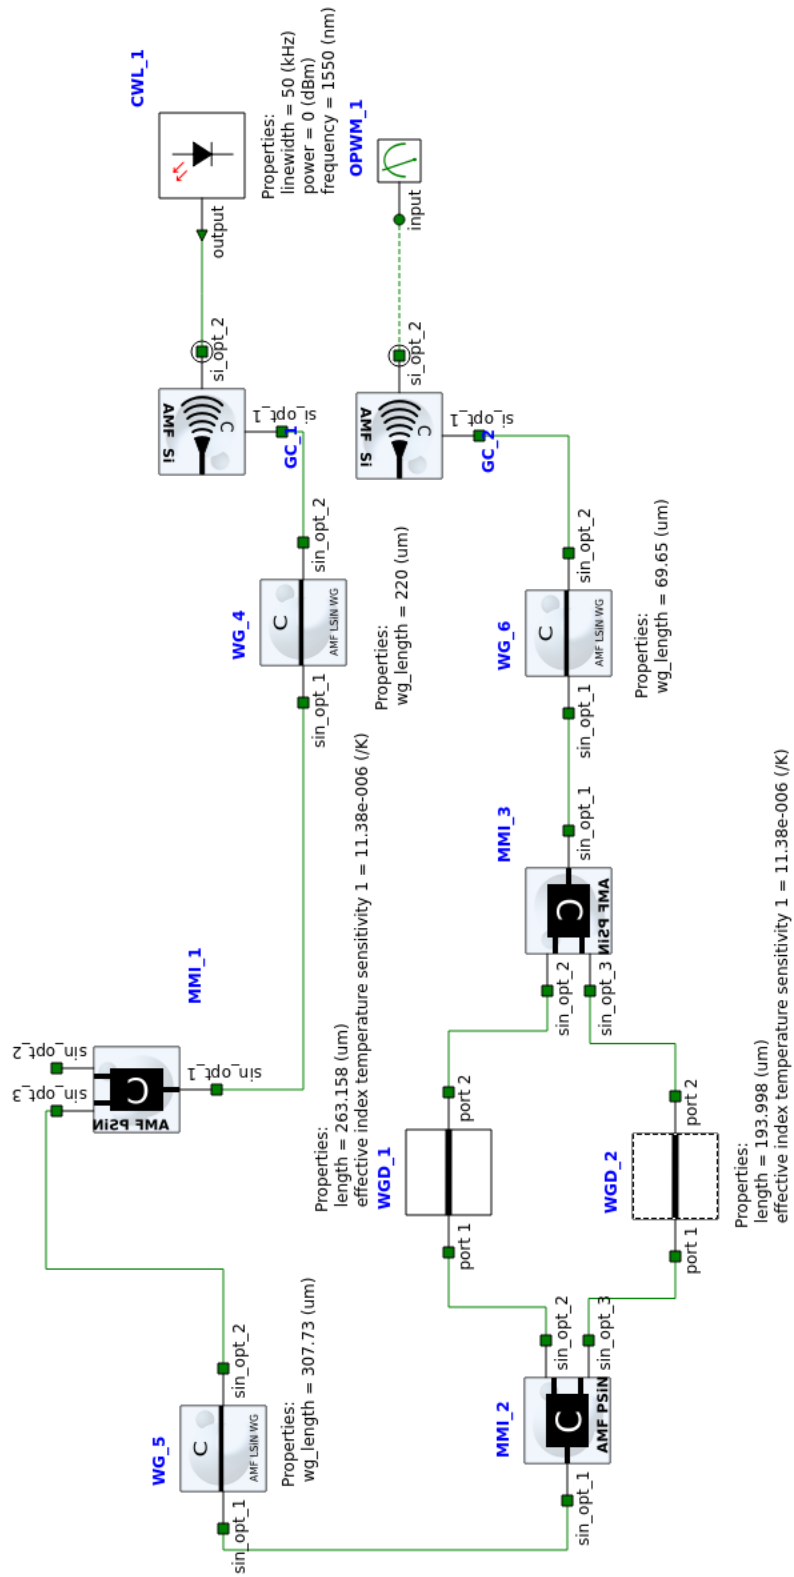 CWL_1
Properties:
linewidth = 50 (kHz)
power = 0 (dBm)
frequency = 1550 (nm)
output
si_opt_2
AMF Si
C
si_opt_1
GC_1
OPWM_1
input
si_opt_2
AMF Si
C
si_opt_1
GC_2
WG_4
sin_opt_2
C
AMF LSiN WG
sin_opt_1
Properties:
wg_length = 220 (um)
WG_6
sin_opt_2
C
AMF LSiN WG
sin_opt_1
Properties:
wg_length = 69.65 (um)
MMI_1
sin_opt_2
sin_opt_3
C
AMF PSiN
sin_opt_1
MMI_3
sin_opt_1
C
AMF PSiN
sin_opt_2
sin_opt_3
WGD_1
port 2
port 1
Properties:
length = 263.158 (um)
effective index temperature sensitivity 1 = 11.38e-006 (/K)
WGD_2
port 2
port 1
Properties:
length = 193.998 (um)
effective index temperature sensitivity 1 = 11.38e-006 (/K)
WG_5
sin_opt_2
C
AMF LSiN WG
sin_opt_1
Properties:
wg_length = 307.73 (um)
MMI_2
sin_opt_2
sin_opt_3
C
AMF PSiN
sin_opt_1